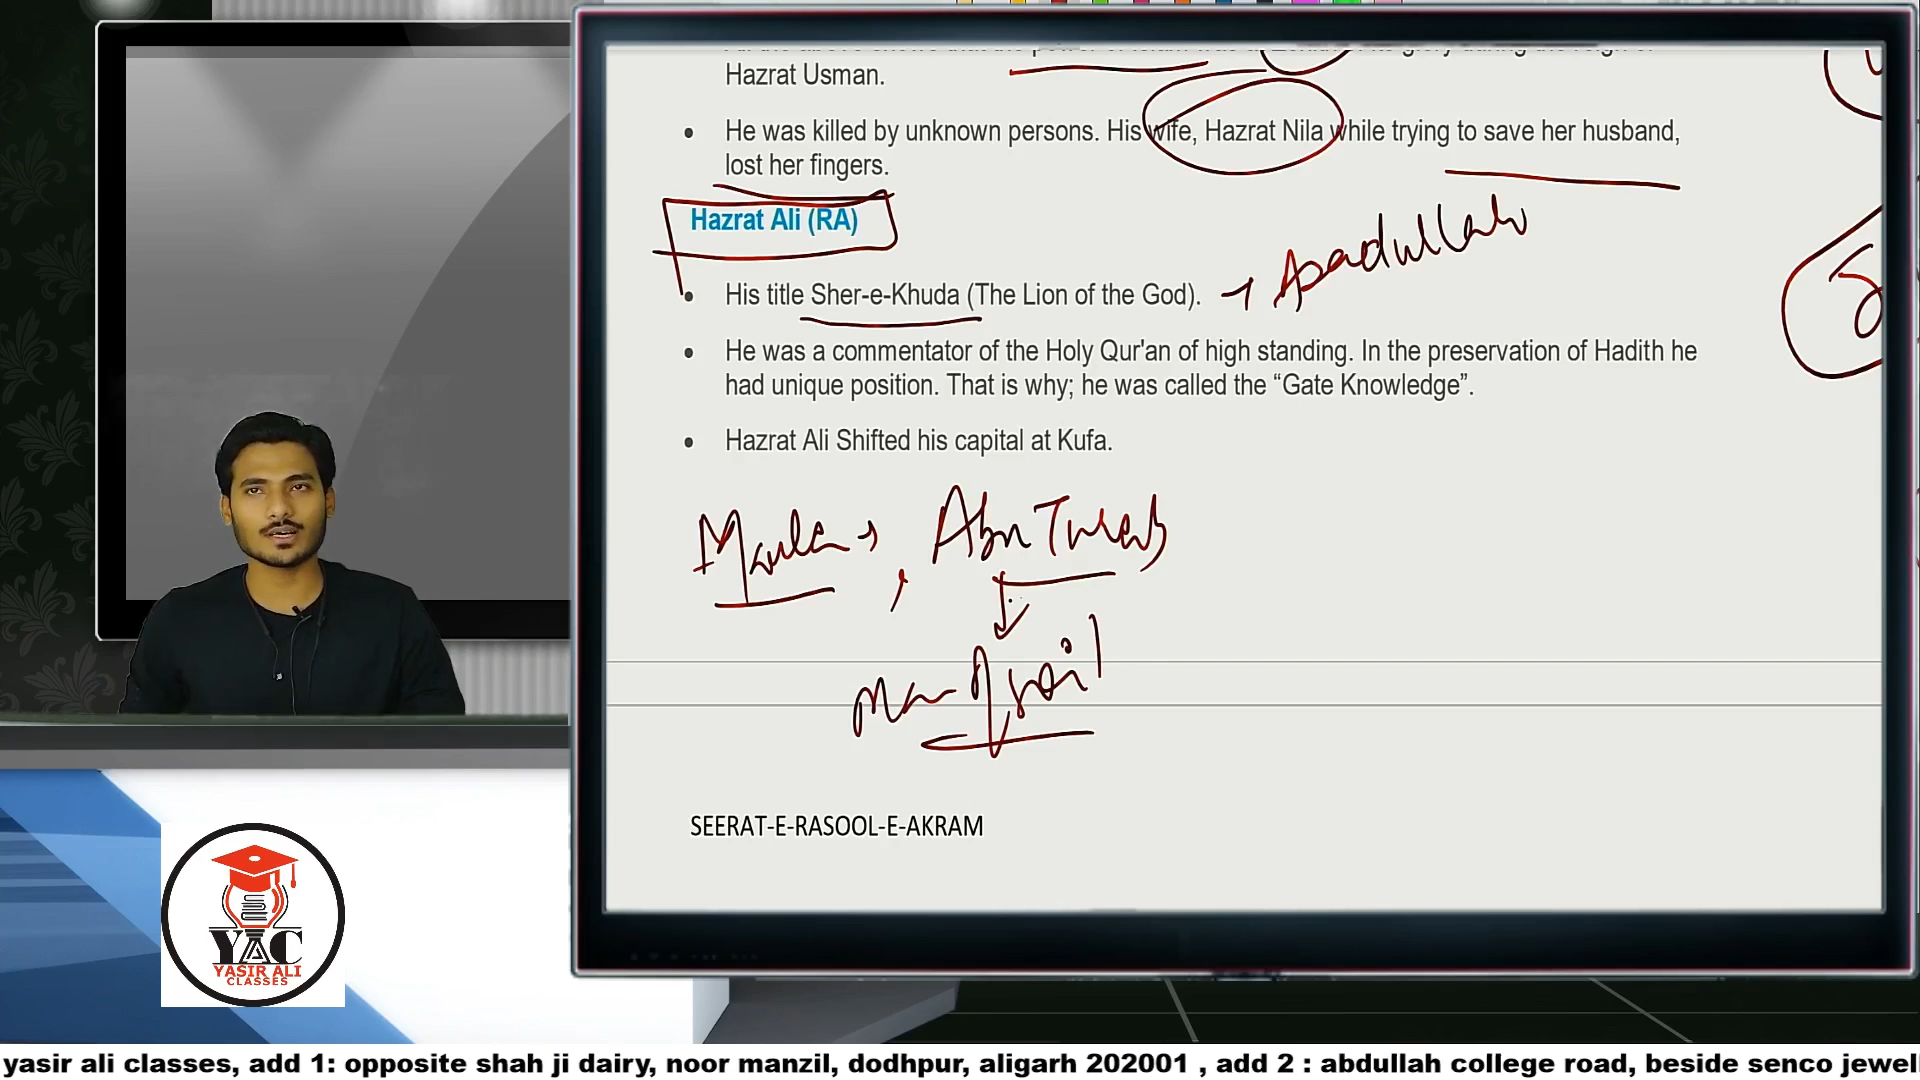 Hazrat Usman.
• He was killed by unknown persons. His wife, Hazrat Nila while trying to save her husband,
lost her fingers.
Hazrat Ali (RA)
• His title Sher-e-Khuda (The Lion of the God). → Asadullah
• He was a commentator of the Holy Qur'an of high standing. In the preservation of Hadith he
had unique position. That is why; he was called the “Gate Knowledge”.
• Hazrat Ali Shifted his capital at Kufa.
Maula → , Abu Turab
SEERAT-E-RASOOL-E-AKRAM
YAC
YASIR ALI
CLASSES
yasir ali classes, add 1: opposite shah ji dairy, noor manzil, dodhpur, aligarh 202001 , add 2 : abdullah college road, beside senco jewel